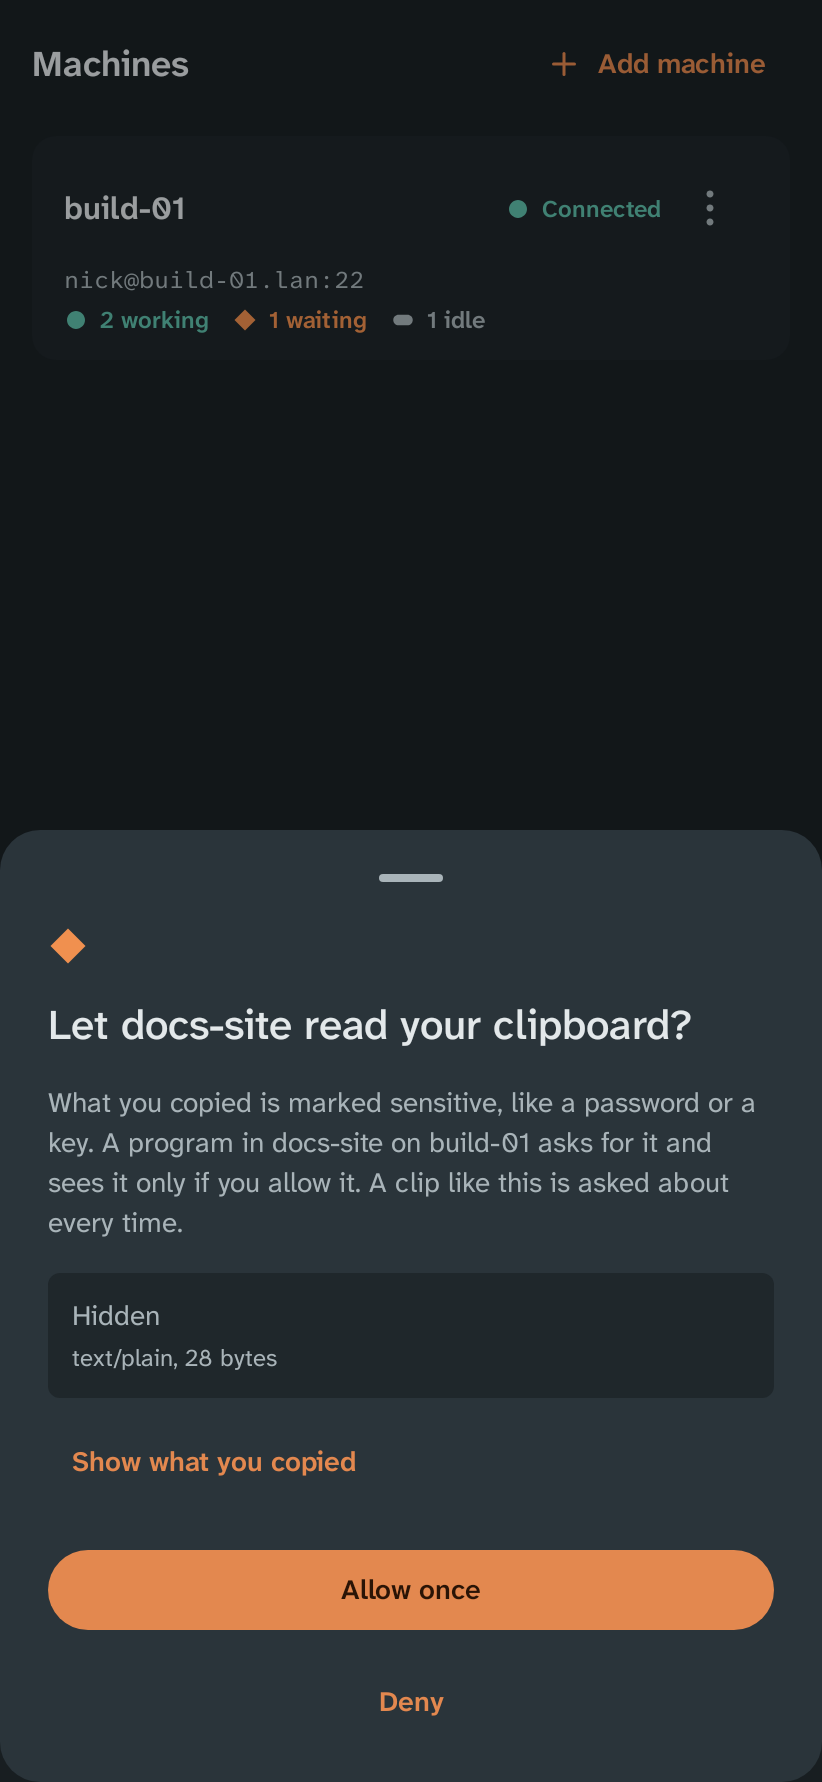 Machines
Add machine
build-01
Connected
nick@build-01.lan:22
2 working
1 waiting
1 idle
Let docs-site read your clipboard?
What you copied is marked sensitive, like a password or a
key. A program in docs-site on build-01 asks for it and
sees it only if you allow it. A clip like this is asked about
every time.
Hidden
text/plain, 28 bytes
Show what you copied
Allow once
Deny